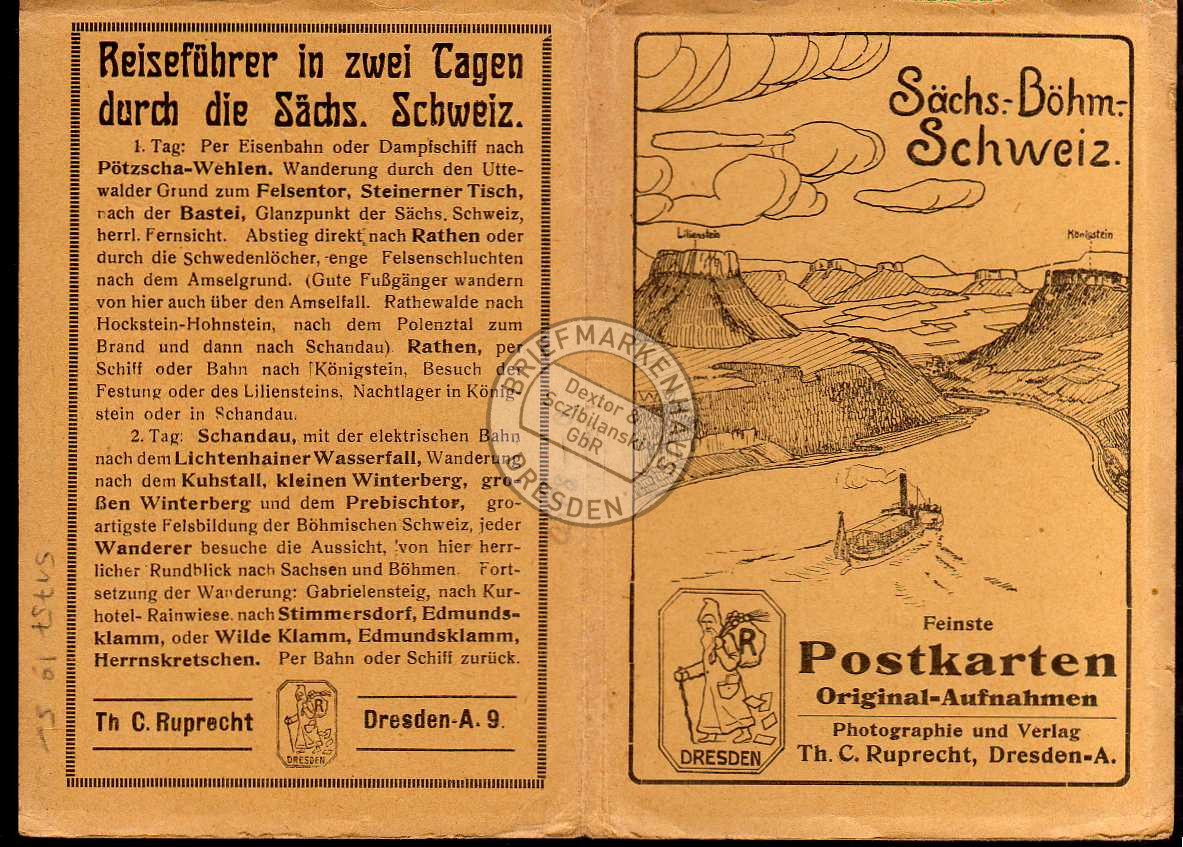 Reiseführer in zwei Tagen
durch die Sächs. Schweiz.
1. Tag: Per Eisenbahn oder Dampfschiff nach
Pötzscha-Wehlen. Wanderung durch den Utte-
walder Grund zum Felsentor, Steinerner Tisch,
nach der Bastei, Glanzpunkt der Sächs. Schweiz,
herrl. Fernsicht. Abstieg direkt nach Rathen oder
durch die Schwedenlöcher, enge Felsenschluchten
nach dem Amselgrund. (Gute Fußgänger wandern
von hier auch über den Amselfall. Rathewalde nach
Hockstein-Hohnstein, nach dem Polenztal zum
Brand und dann nach Schandau) Rathen, per
Schiff oder Bahn nach Königstein, Besuch der
Festung oder des Liliensteins, Nachtlager in König-
stein oder in Schandau.
2. Tag: Schandau, mit der elektrischen Bahn
nach dem Lichtenhainer Wasserfall, Wanderung
nach dem Kuhstall, kleinen Winterberg, gro-
ßen Winterberg und dem Prebischtor, gro-
artigste Felsbildung der Böhmischen Schweiz, jeder
Wanderer besuche die Aussicht, von hier herr-
licher Rundblick nach Sachsen und Böhmen. Fort-
setzung der Wanderung: Gabrielensteig, nach Kur-
hotel- Rainwiese, nach Stimmersdorf, Edmunds-
klamm, oder Wilde Klamm, Edmundsklamm,
Herrnskretschen. Per Bahn oder Schiff zurück.
Th C. Ruprecht
R
DRESDEN
Dresden-A. 9.
Sächs.-Böhm.-
Schweiz.
Lilienstein
Königstein
BRIEFMARKENHAUS
Dextor &
Sczibilanski
GbR
DRESDEN
R
DRESDEN
Feinste
Postkarten
Original-Aufnahmen
Photographie und Verlag
Th. C. Ruprecht, Dresden-A.